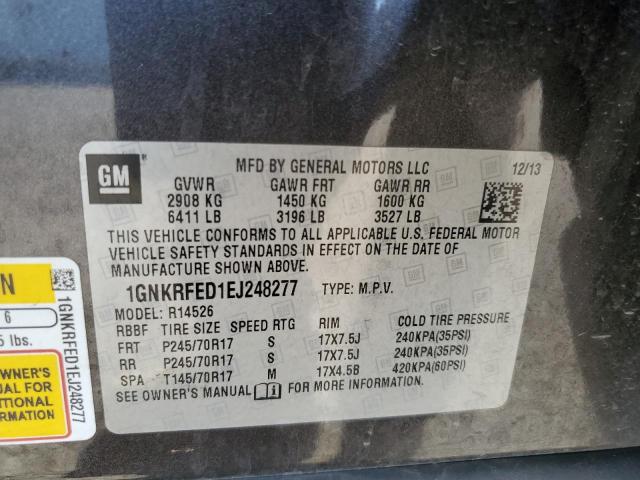 GM
MFD BY GENERAL MOTORS LLC
12/13
GVWR GAWR FRT GAWR RR
2908 KG 1450 KG 1600 KG
6411 LB 3196 LB 3527 LB
THIS VEHICLE CONFORMS TO ALL APPLICABLE U.S. FEDERAL MOTOR
VEHICLE SAFETY STANDARDS IN EFFECT ON THE DATE OF
MANUFACTURE SHOWN ABOVE.
1GNKRFED1EJ248277 TYPE: M.P.V.
MODEL: R14526
RBBF TIRE SIZE SPEED RTG RIM COLD TIRE PRESSURE
FRT P245/70R17 S 17X7.5J 240KPA(35PSI)
RR P245/70R17 S 17X7.5J 240KPA(35PSI)
SPA T145/70R17 M 17X4.5B 420KPA(60PSI)
SEE OWNER'S MANUAL FOR MORE INFORMATION.
N
6
lbs.
OWNER'S
FOR
ADDITIONAL
1GNKRFED1EJ248277